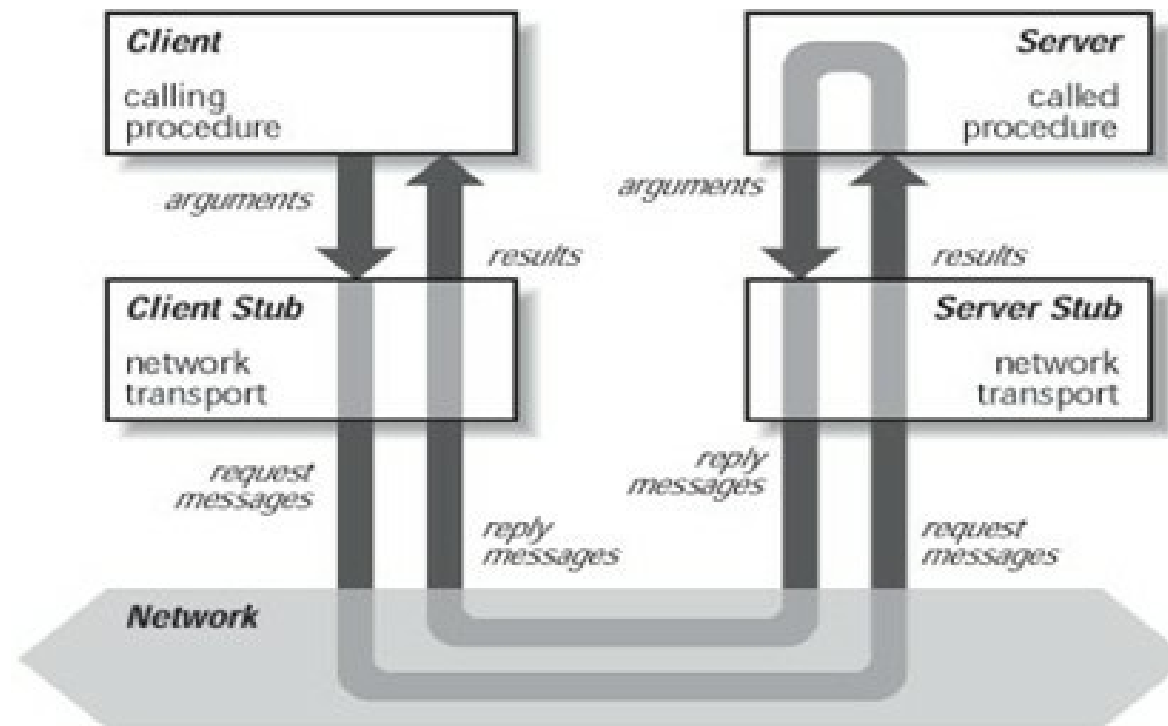 Client
calling
procedure
Server
called
procedure
arguments
results
arguments
results
Client Stub
network
transport
Server Stub
network
transport
request
messages
reply
messages
reply
messages
request
messages
Network